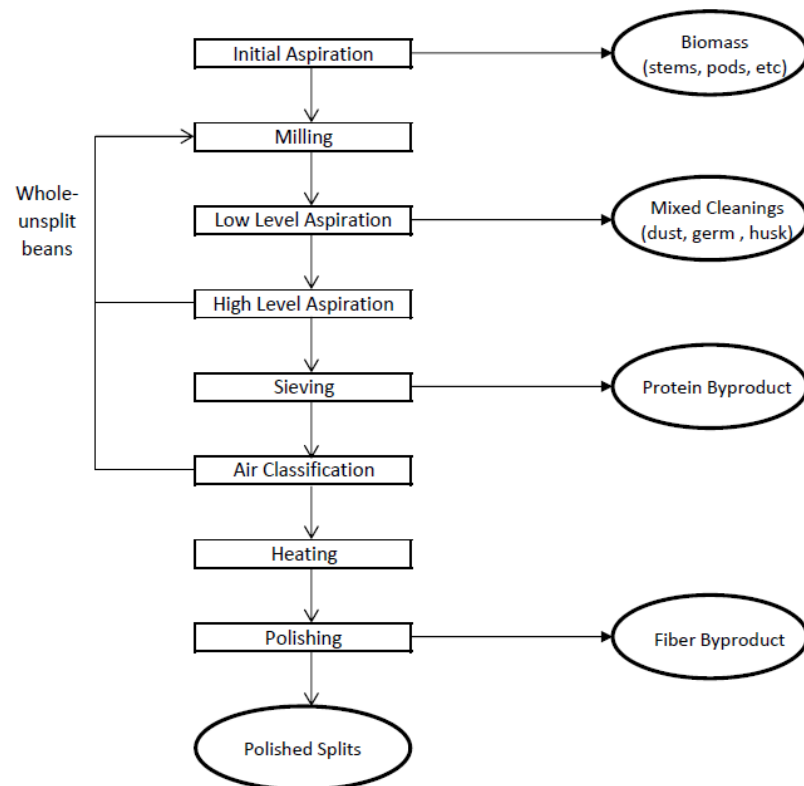 Initial Aspiration
Biomass
(stems, pods, etc)
Milling
Whole-
unsplit
beans
Low Level Aspiration
Mixed Cleanings
(dust, germ , husk)
High Level Aspiration
Sieving
Protein Byproduct
Air Classification
Heating
Polishing
Fiber Byproduct
Polished Splits